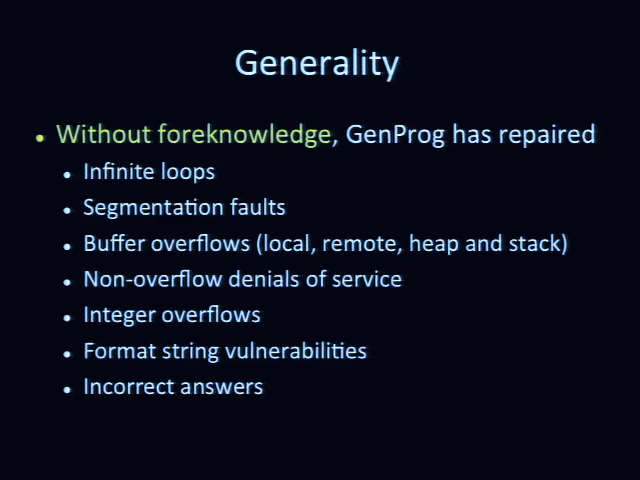 Generality
• Without foreknowledge, GenProg has repaired
• Infinite loops
• Segmentation faults
• Buffer overflows (local, remote, heap and stack)
• Non-overflow denials of service
• Integer overflows
• Format string vulnerabilities
• Incorrect answers